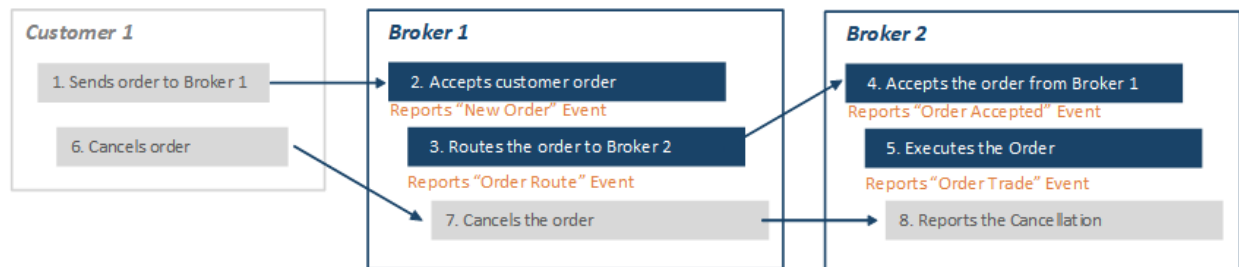 Customer 1
1. Sends order to Broker 1
6. Cancels order
Broker 1
2. Accepts customer order
Reports “New Order” Event
3. Routes the order to Broker 2
Reports “Order Route” Event
7. Cancels the order
Broker 2
4. Accepts the order from Broker 1
Reports “Order Accepted” Event
5. Executes the Order
Reports “Order Trade” Event
8. Reports the Cancellation